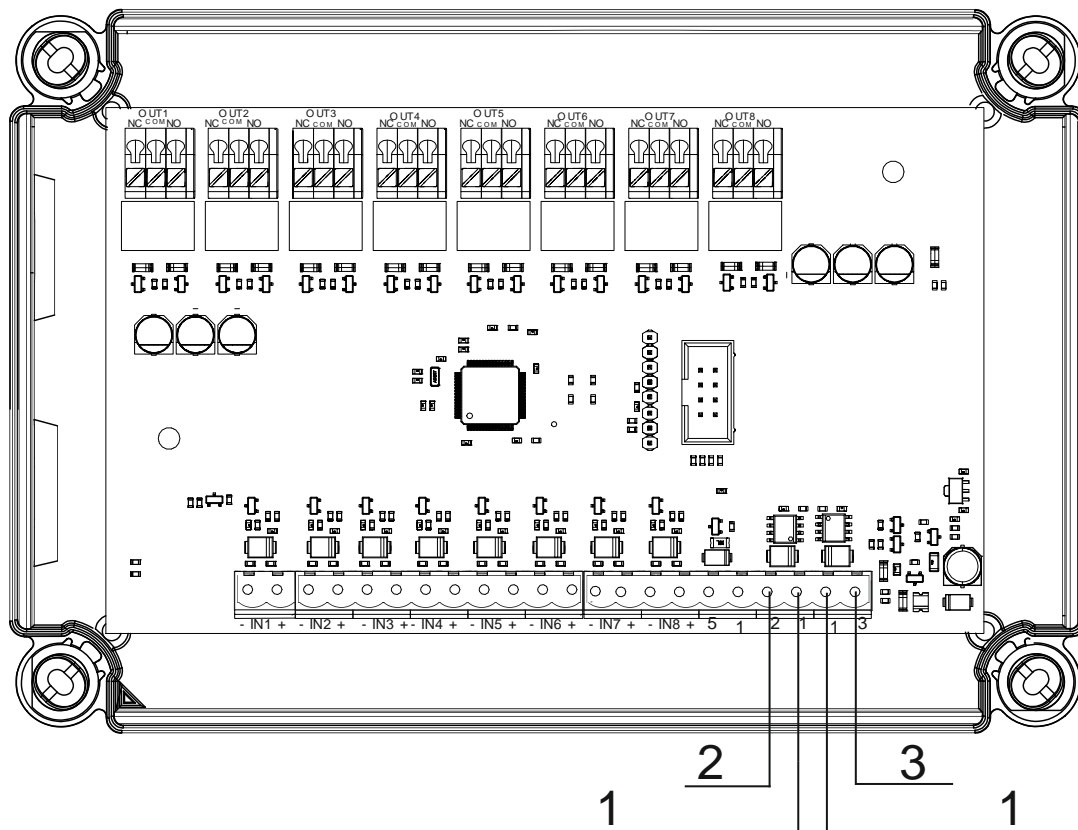 OUT1 OUT2 OUT3 OUT4 OUT5 OUT6 OUT7 OUT8
NC COM NO NC COM NO NC COM NO NC COM NO NC COM NO NC COM NO NC COM NO NC COM NO
- IN1 + - IN2 + - IN3 + - IN4 + - IN5 + - IN6 + - IN7 + - IN8 + 5 1 2 1 1 3
2 3
1 1